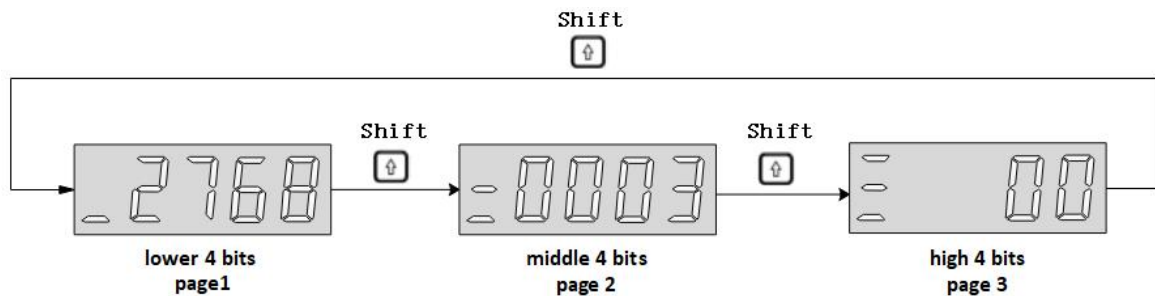 Shift
Shift
Shift
2768
0003
00
lower 4 bits
page1
middle 4 bits
page 2
high 4 bits
page 3